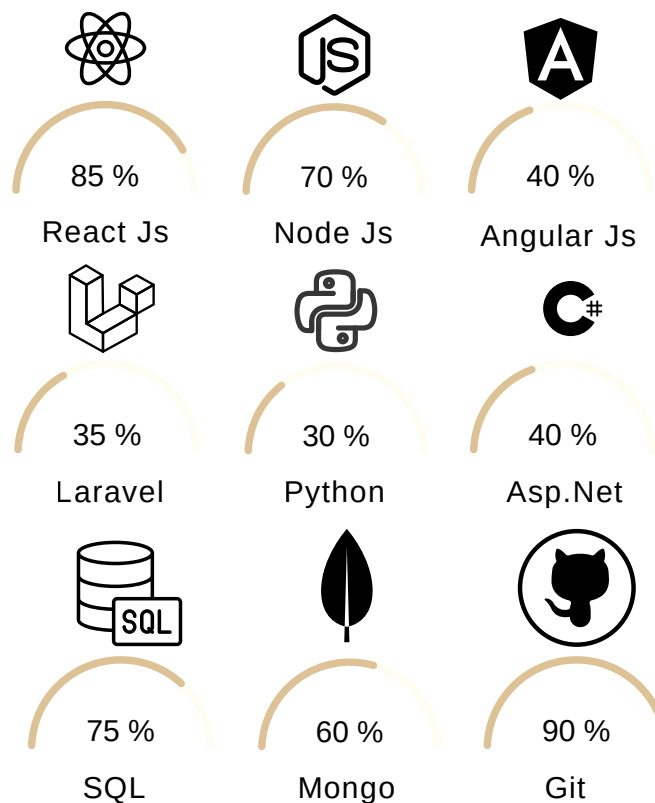 JS
85 % 70 % 40 %
React Js Node Js Angular Js
C#
35 % 30 % 40 %
Laravel Python Asp.Net
SQL
75 % 60 % 90 %
SQL Mongo Git